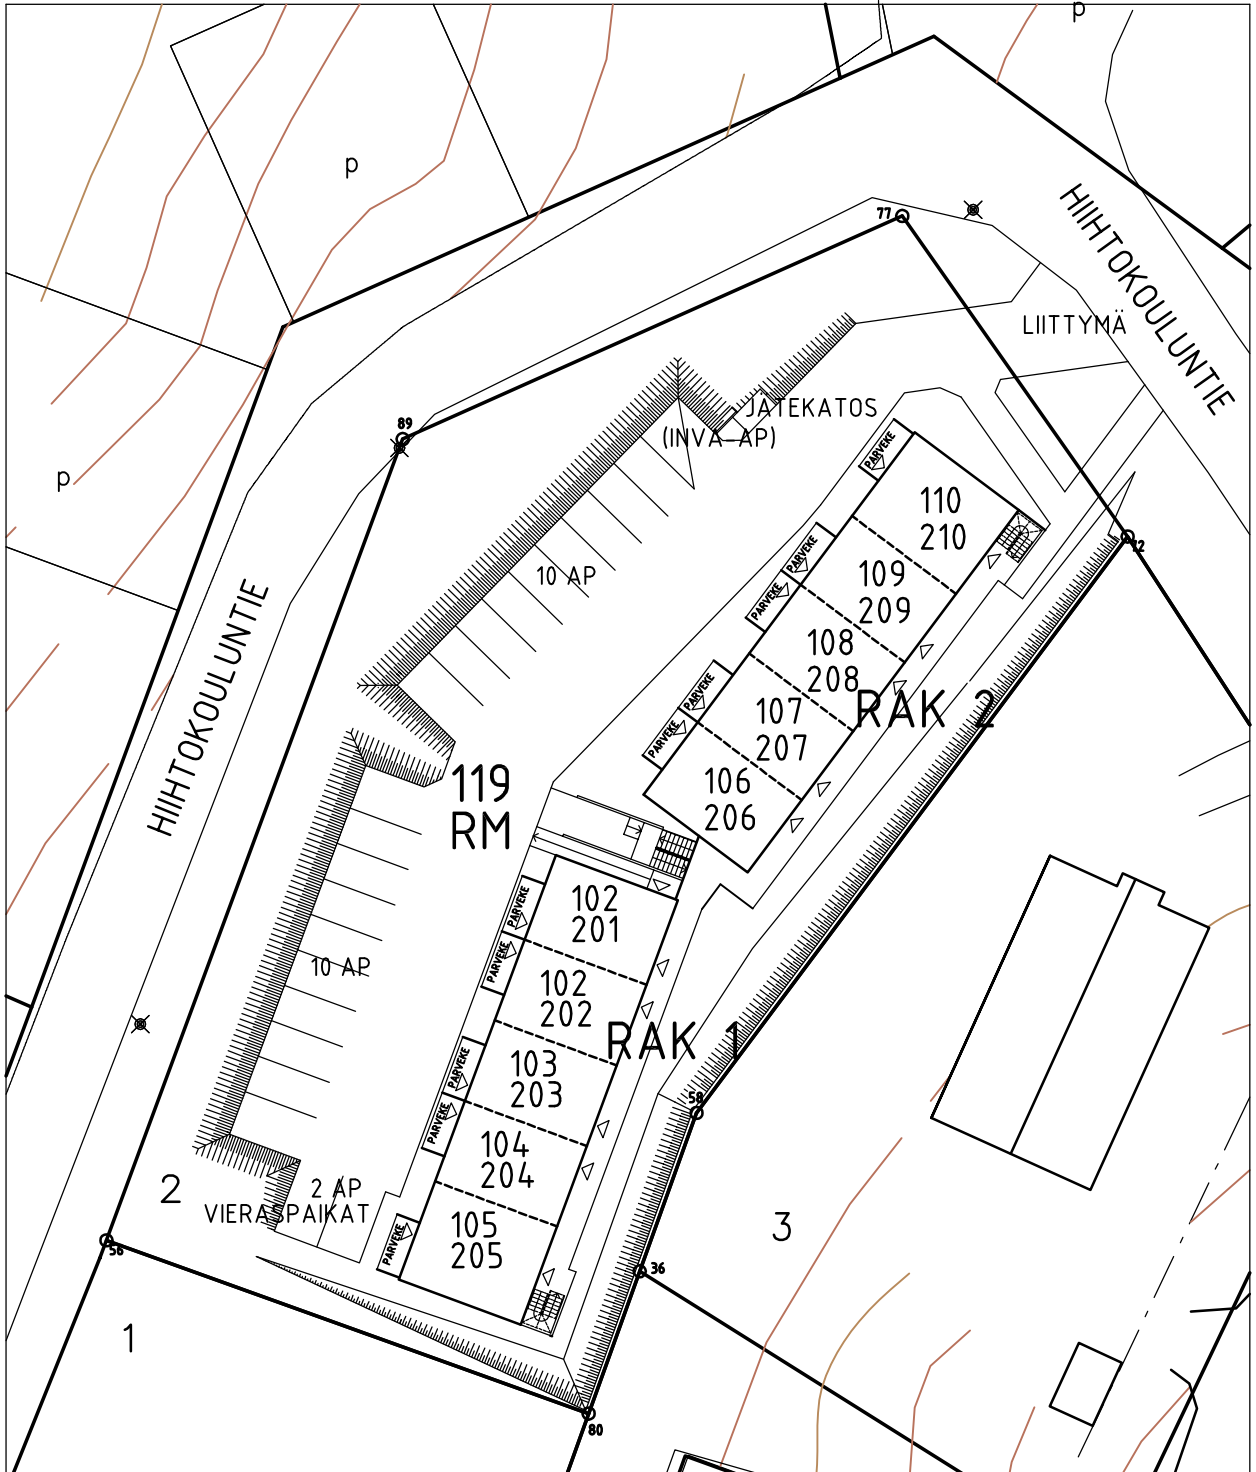 p
p
p
77
HIIHTOKOULUNTIE
LIITTYMÄ
89
JÄTEKATOS
(INVA-AP)
PARVEKE
110
210
PARVEKE
10 AP
109
209
PARVEKE
108
208
HIIHTOKOULUNTIE
PARVEKE
RAK 2
107
207
PARVEKE
119
RM
106
206
PARVEKE
102
201
PARVEKE
10 AP
102
202
RAK 1
PARVEKE
103
203
58
PARVEKE
104
204
2
2 AP
VIERASPAIKAT
105
205
PARVEKE
3
56
36
1
80